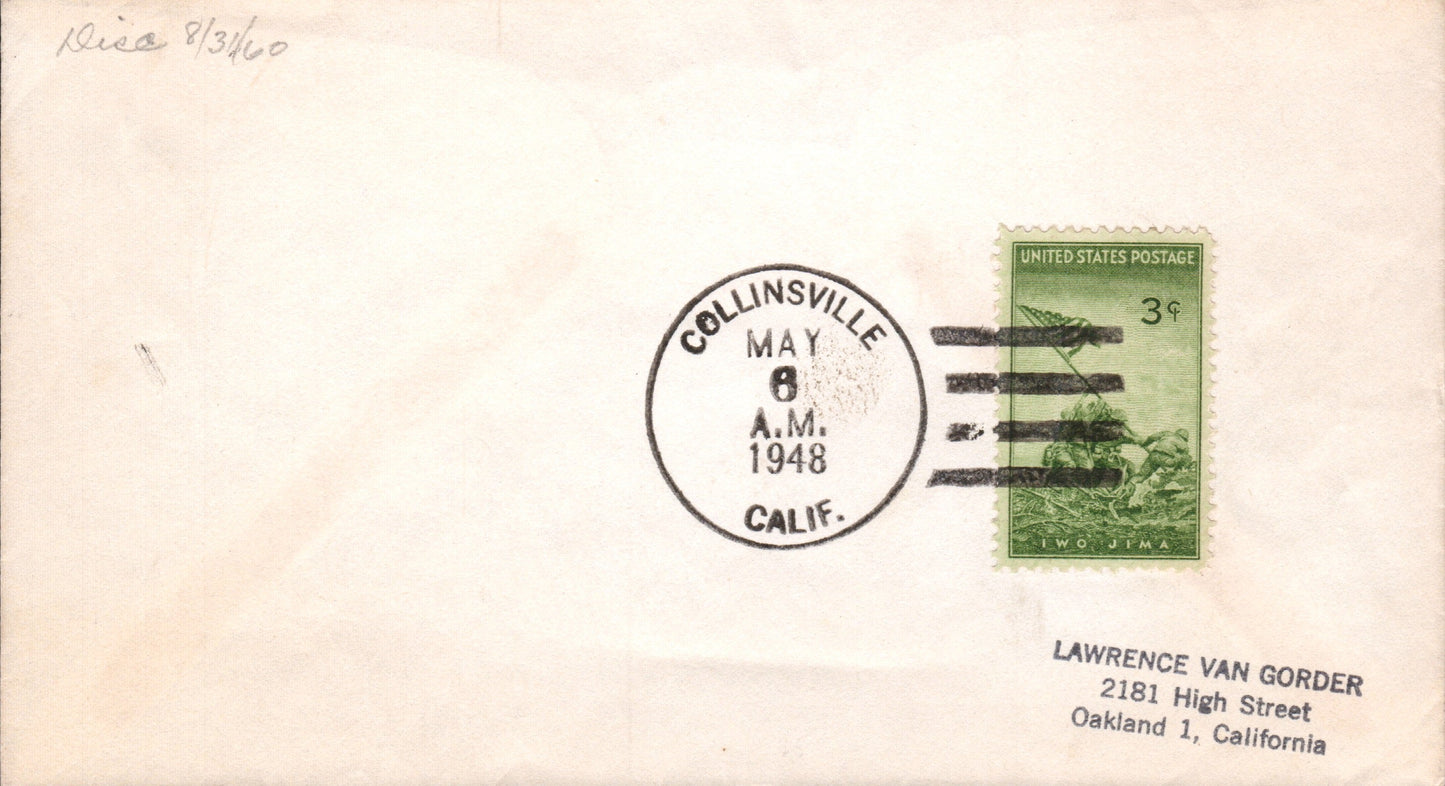 Disc 8/31/60
UNITED STATES POSTAGE
3¢
COLLINSVILLE
MAY
6
A.M.
1948
CALIF.
IWO JIMA
LAWRENCE VAN GORDER
2181 High Street
Oakland 1, California